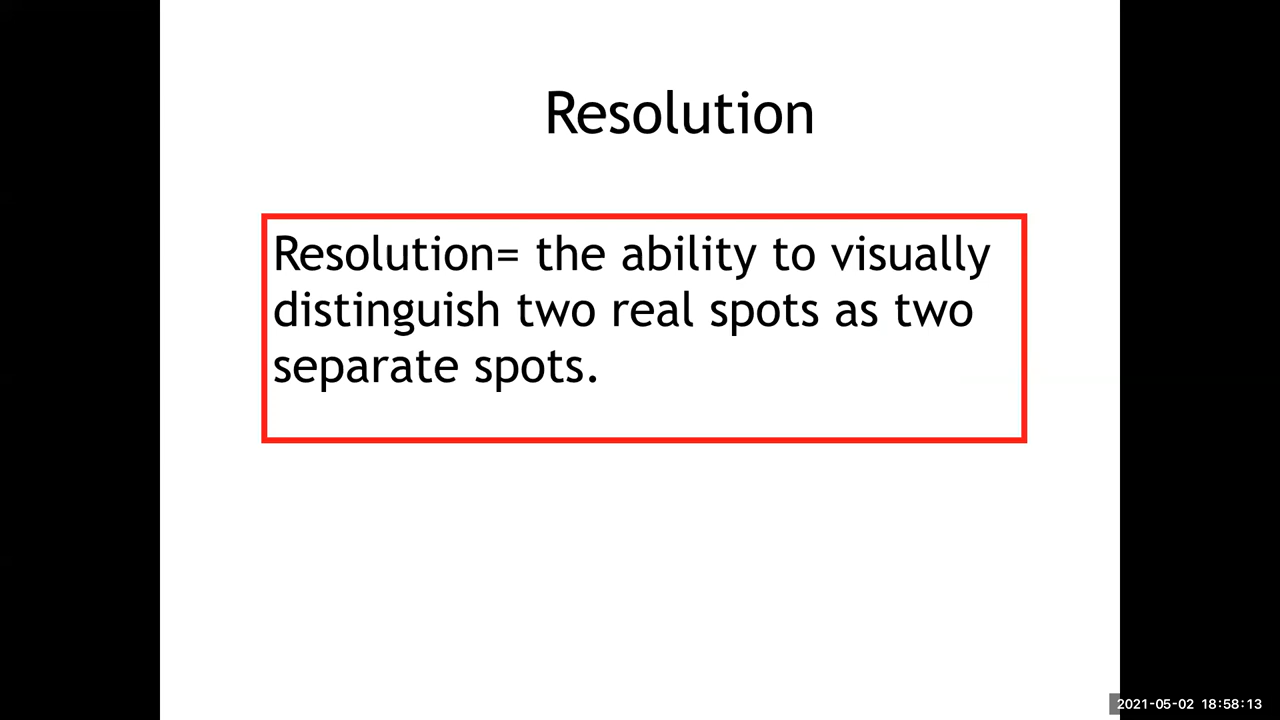 Resolution
Resolution= the ability to visually
distinguish two real spots as two
separate spots.
2021-05-02 18:58:13